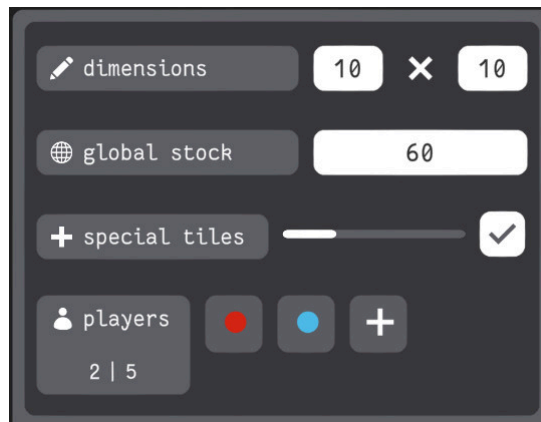 dimensions 10 × 10
global stock 60
special tiles
players
2 | 5